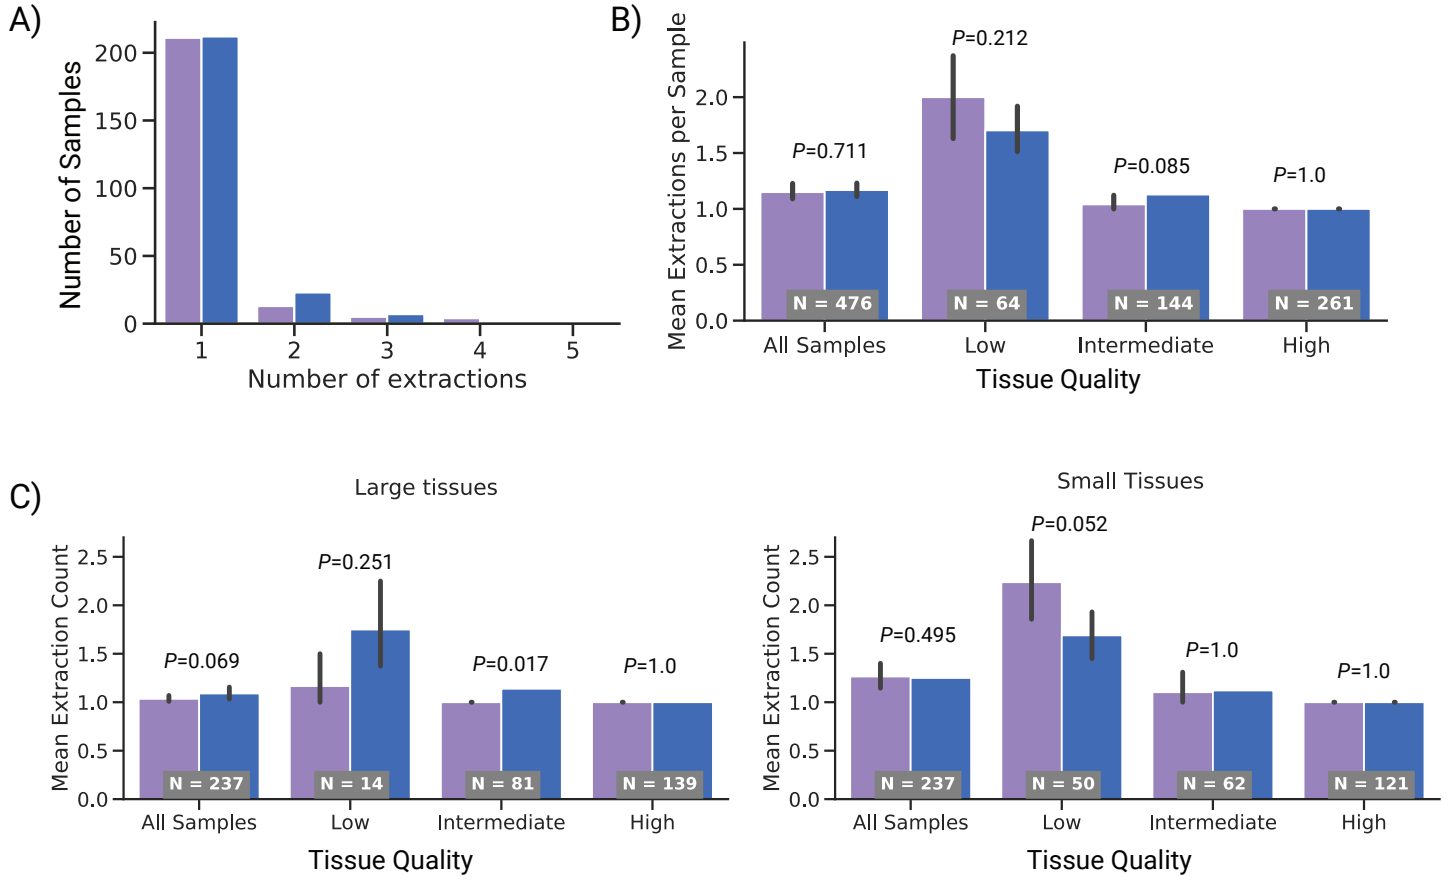 A)
Number of Samples
200
150
100
50
0
1 2 3 4 5
Number of extractions
B)
Mean Extractions per Sample
2.0
1.5
1.0
0.5
0.0
P=0.711
P=0.212
P=0.085
P=1.0
N = 476
N = 64
N = 144
N = 261
All Samples Low Intermediate High
Tissue Quality
C)
Large tissues
Mean Extraction Count
2.5
2.0
1.5
1.0
0.5
0.0
P=0.069
P=0.251
P=0.017
P=1.0
N = 237
N = 14
N = 81
N = 139
All Samples Low Intermediate High
Tissue Quality
Small Tissues
Mean Extraction Count
2.5
2.0
1.5
1.0
0.5
0.0
P=0.495
P=0.052
P=1.0
P=1.0
N = 237
N = 50
N = 62
N = 121
All Samples Low Intermediate High
Tissue Quality